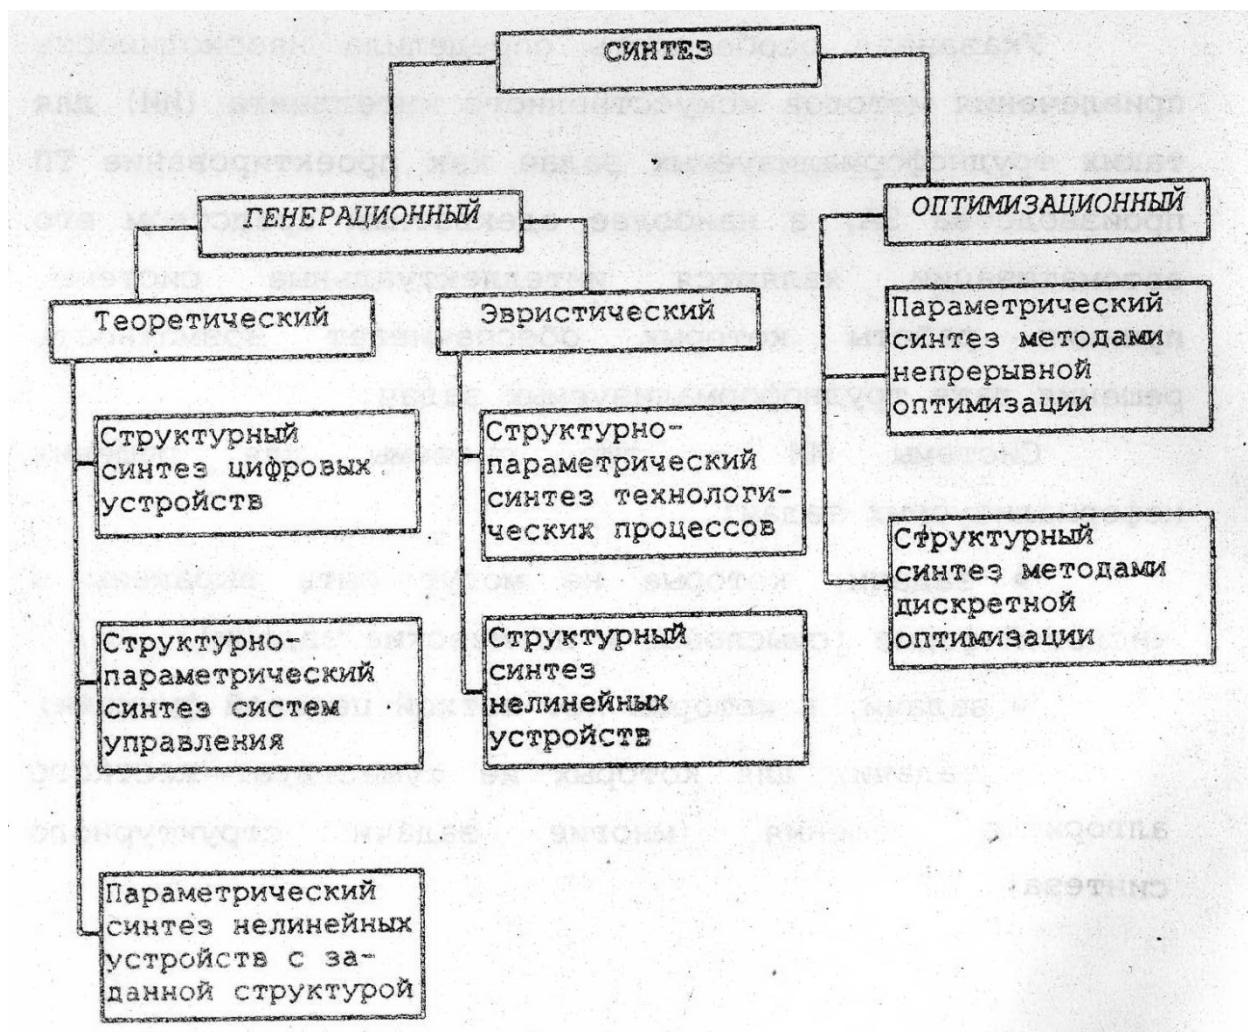 СИНТЕЗ
ГЕНЕРАЦИОННЫЙ
ОПТИМИЗАЦИОННЫЙ
Теоретический
Эвристический
Параметрический
синтез методами
непрерывной
оптимизации
Структурный
синтез цифровых
устройств
Структурно-
параметрический
синтез технологи-
ческих процессов
Структурный
синтез методами
дискретной
оптимизации
Структурно-
параметрический
синтез систем
управления
Структурный
синтез
нелинейных
устройств
Параметрический
синтез нелинейных
устройств с за-
данной структурой